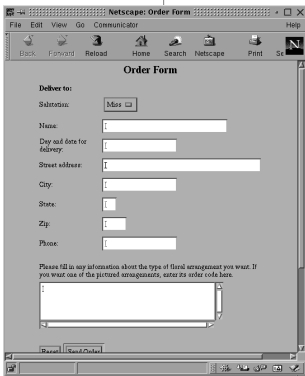 Netscape: Order Form
File Edit View Go Communicator Help
Back Forward Reload Home Search Netscape Print Se
N
Order Form
Deliver to:
Salutation: Miss
Name:
Day and date for
delivery:
Street address:
City:
State:
Zip:
Phone:
Please fill in any information about the type of floral arrangement you want. If
you want one of the pictured arrangements, enter its order code here.
Reset Send Order